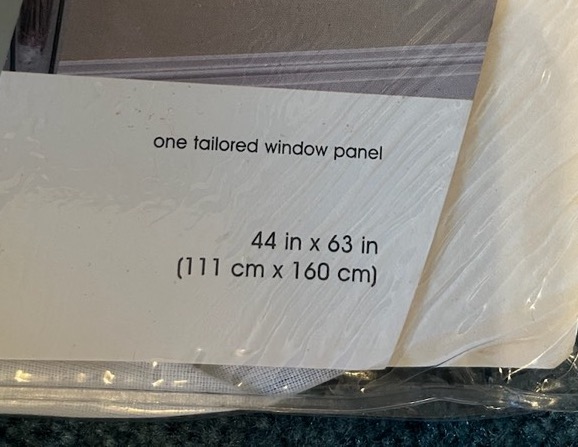 one tailored window panel
44 in x 63 in
(111 cm x 160 cm)